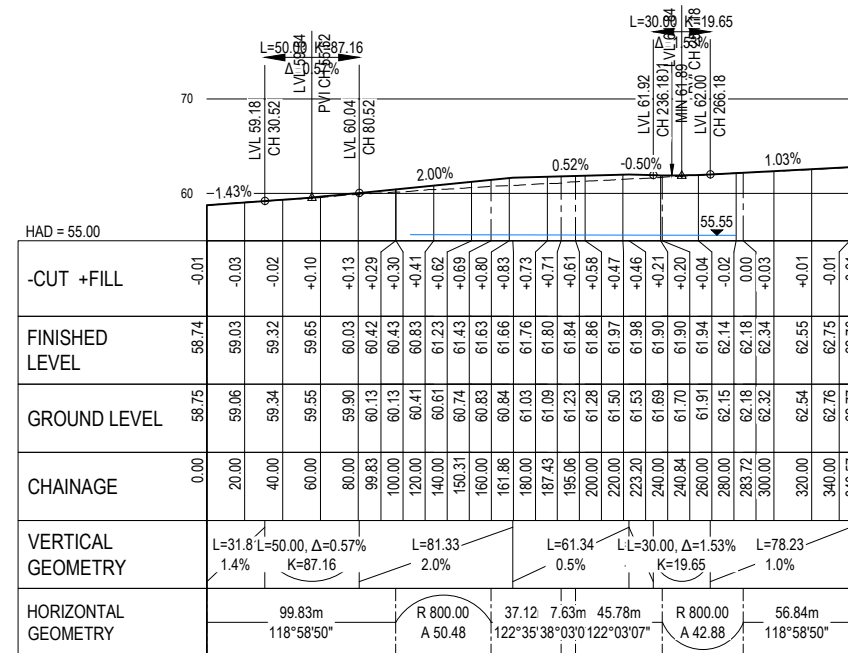 L=50.00 K=87.16
Δ 0.57%
LVL 59.18
CH 30.52
LVL 60.04
CH 80.52
L=30.00 K=19.65
Δ 1.53%
LVL 61.92
CH 236.18
MIN 61.89
LVL 62.00
CH 266.18
70
60
1.43%
2.00%
0.52%
-0.50%
1.03%
55.55
HAD = 55.00
-CUT +FILL -0.01 -0.03 -0.02 +0.10 +0.13 +0.29 +0.30 +0.41 +0.62 +0.69 +0.80 +0.83 +0.73 +0.71 +0.61 +0.58 +0.47 +0.46 +0.21 +0.20 +0.04 -0.02 0.00 +0.03 +0.01 -0.01
FINISHED
LEVEL
58.74 59.03 59.32 59.65 60.03 60.42 60.43 60.83 61.23 61.43 61.63 61.66 61.76 61.80 61.84 61.86 61.97 61.98 61.90 61.90 61.94 62.14 62.18 62.34 62.55 62.75
GROUND LEVEL 58.75 59.06 59.34 59.55 59.90 60.13 60.13 60.41 60.61 60.74 60.83 60.84 61.03 61.09 61.23 61.28 61.50 61.53 61.69 61.70 61.91 62.15 62.18 62.32 62.54 62.76
CHAINAGE 0.00 20.00 40.00 60.00 80.00 99.83 100.00 120.00 140.00 150.31 160.00 161.86 180.00 187.43 195.06 200.00 220.00 223.20 240.00 240.84 260.00 280.00 283.72 300.00 320.00 340.00
VERTICAL
GEOMETRY
L=31.8 L=50.00, Δ=0.57% L=81.33 L=61.34 L=30.00, Δ=1.53% L=78.23
1.4% K=87.16 2.0% 0.5% K=19.65 1.0%
HORIZONTAL
GEOMETRY
99.83m R 800.00 37.12 7.63m 45.78m R 800.00 56.84m
118°58'50" A 50.48 122°35'38" 122°03'07" A 42.88 118°58'50"